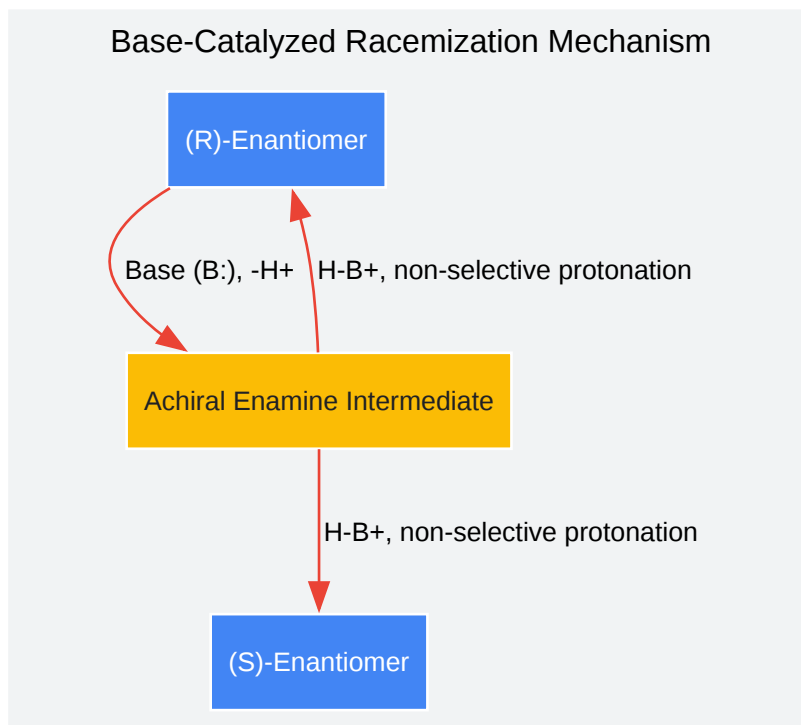 Base-Catalyzed Racemization Mechanism
(R)-Enantiomer
Base (B:), -H+
H-B+, non-selective protonation
Achiral Enamine Intermediate
H-B+, non-selective protonation
(S)-Enantiomer